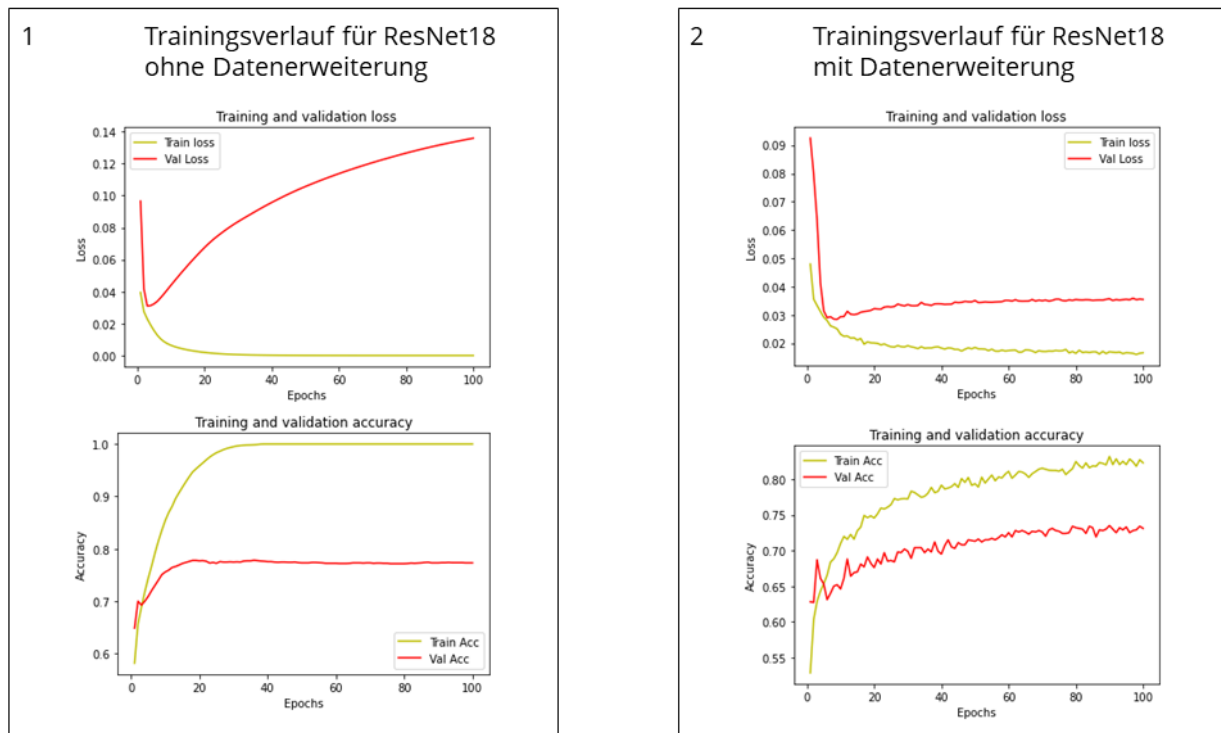 1
Trainingsverlauf für ResNet18
ohne Datenerweiterung
Training and validation loss
Train loss
Val Loss
0.14
0.12
0.10
0.08
0.06
0.04
0.02
0.00
Loss
0 20 40 60 80 100
Epochs
Training and validation accuracy
1.0
0.9
0.8
0.7
0.6
Accuracy
Train Acc
Val Acc
0 20 40 60 80 100
Epochs
2
Trainingsverlauf für ResNet18
mit Datenerweiterung
Training and validation loss
Train loss
Val Loss
0.09
0.08
0.07
0.06
0.05
0.04
0.03
0.02
Loss
0 20 40 60 80 100
Epochs
Training and validation accuracy
Train Acc
Val Acc
0.80
0.75
0.70
0.65
0.60
0.55
Accuracy
0 20 40 60 80 100
Epochs